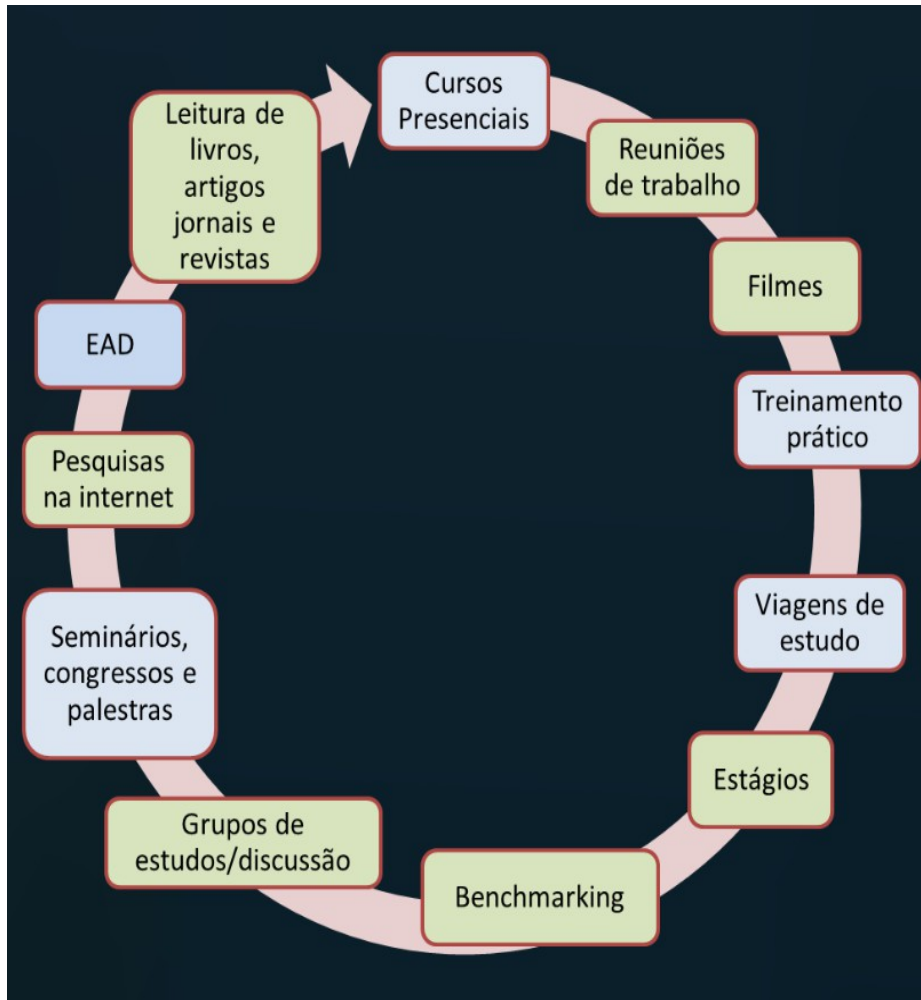 Cursos
Presenciais
Reuniões
de trabalho
Filmes
Treinamento
prático
Viagens de
estudo
Estágios
Benchmarking
Grupos de
estudos/discussão
Seminários,
congressos e
palestras
Pesquisas
na internet
EAD
Leitura de
livros,
artigos
jornais e
revistas